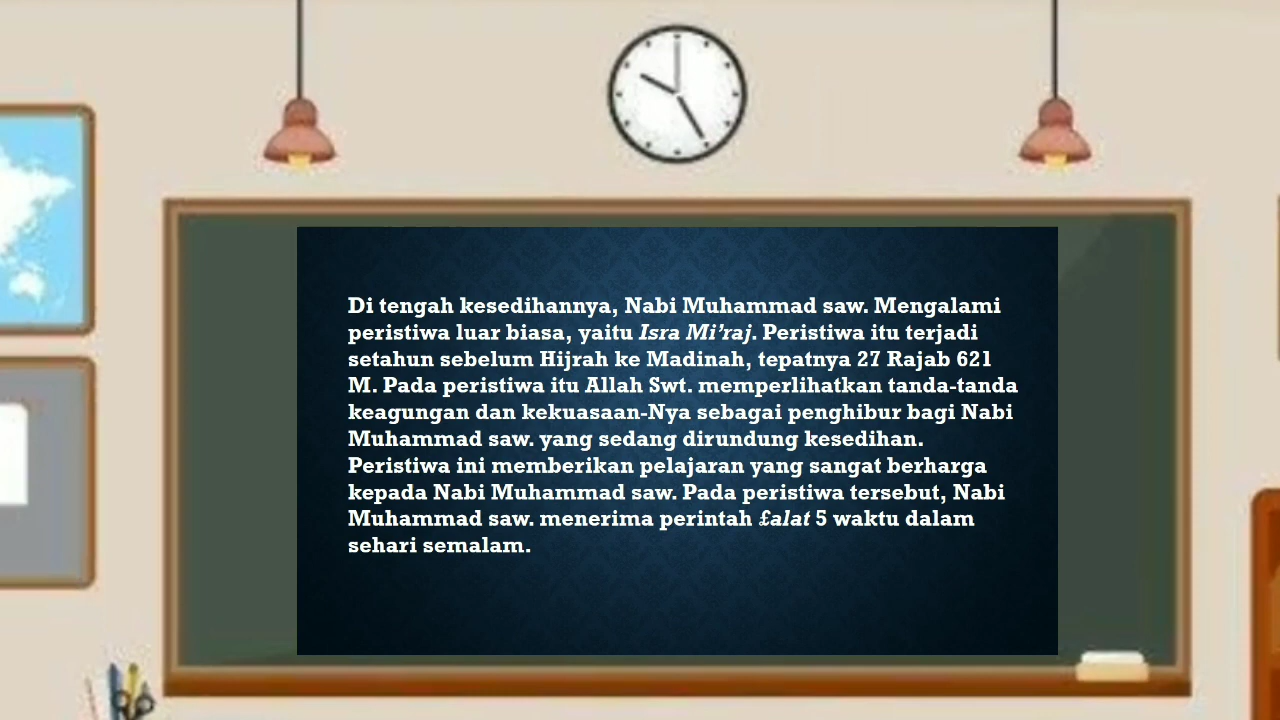 Di tengah kesedihannya, Nabi Muhammad saw. Mengalami
peristiwa luar biasa, yaitu Isra Mi’raj. Peristiwa itu terjadi
setahun sebelum Hijrah ke Madinah, tepatnya 27 Rajab 621
M. Pada peristiwa itu Allah Swt. memperlihatkan tanda-tanda
keagungan dan kekuasaan-Nya sebagai penghibur bagi Nabi
Muhammad saw. yang sedang dirundung kesedihan.
Peristiwa ini memberikan pelajaran yang sangat berharga
kepada Nabi Muhammad saw. Pada peristiwa tersebut, Nabi
Muhammad saw. menerima perintah £alat 5 waktu dalam
sehari semalam.